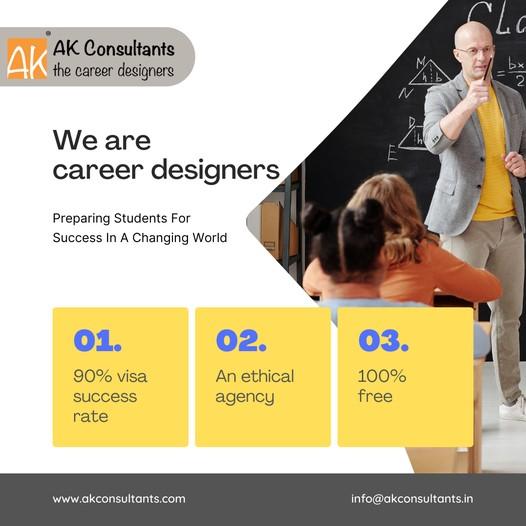 AK®
AK Consultants
the career designers
We are
career designers
Preparing Students For
Success In A Changing World
01.
90% visa
success
rate
02.
An ethical
agency
03.
100%
free
www.akconsultants.com
info@akconsultants.in